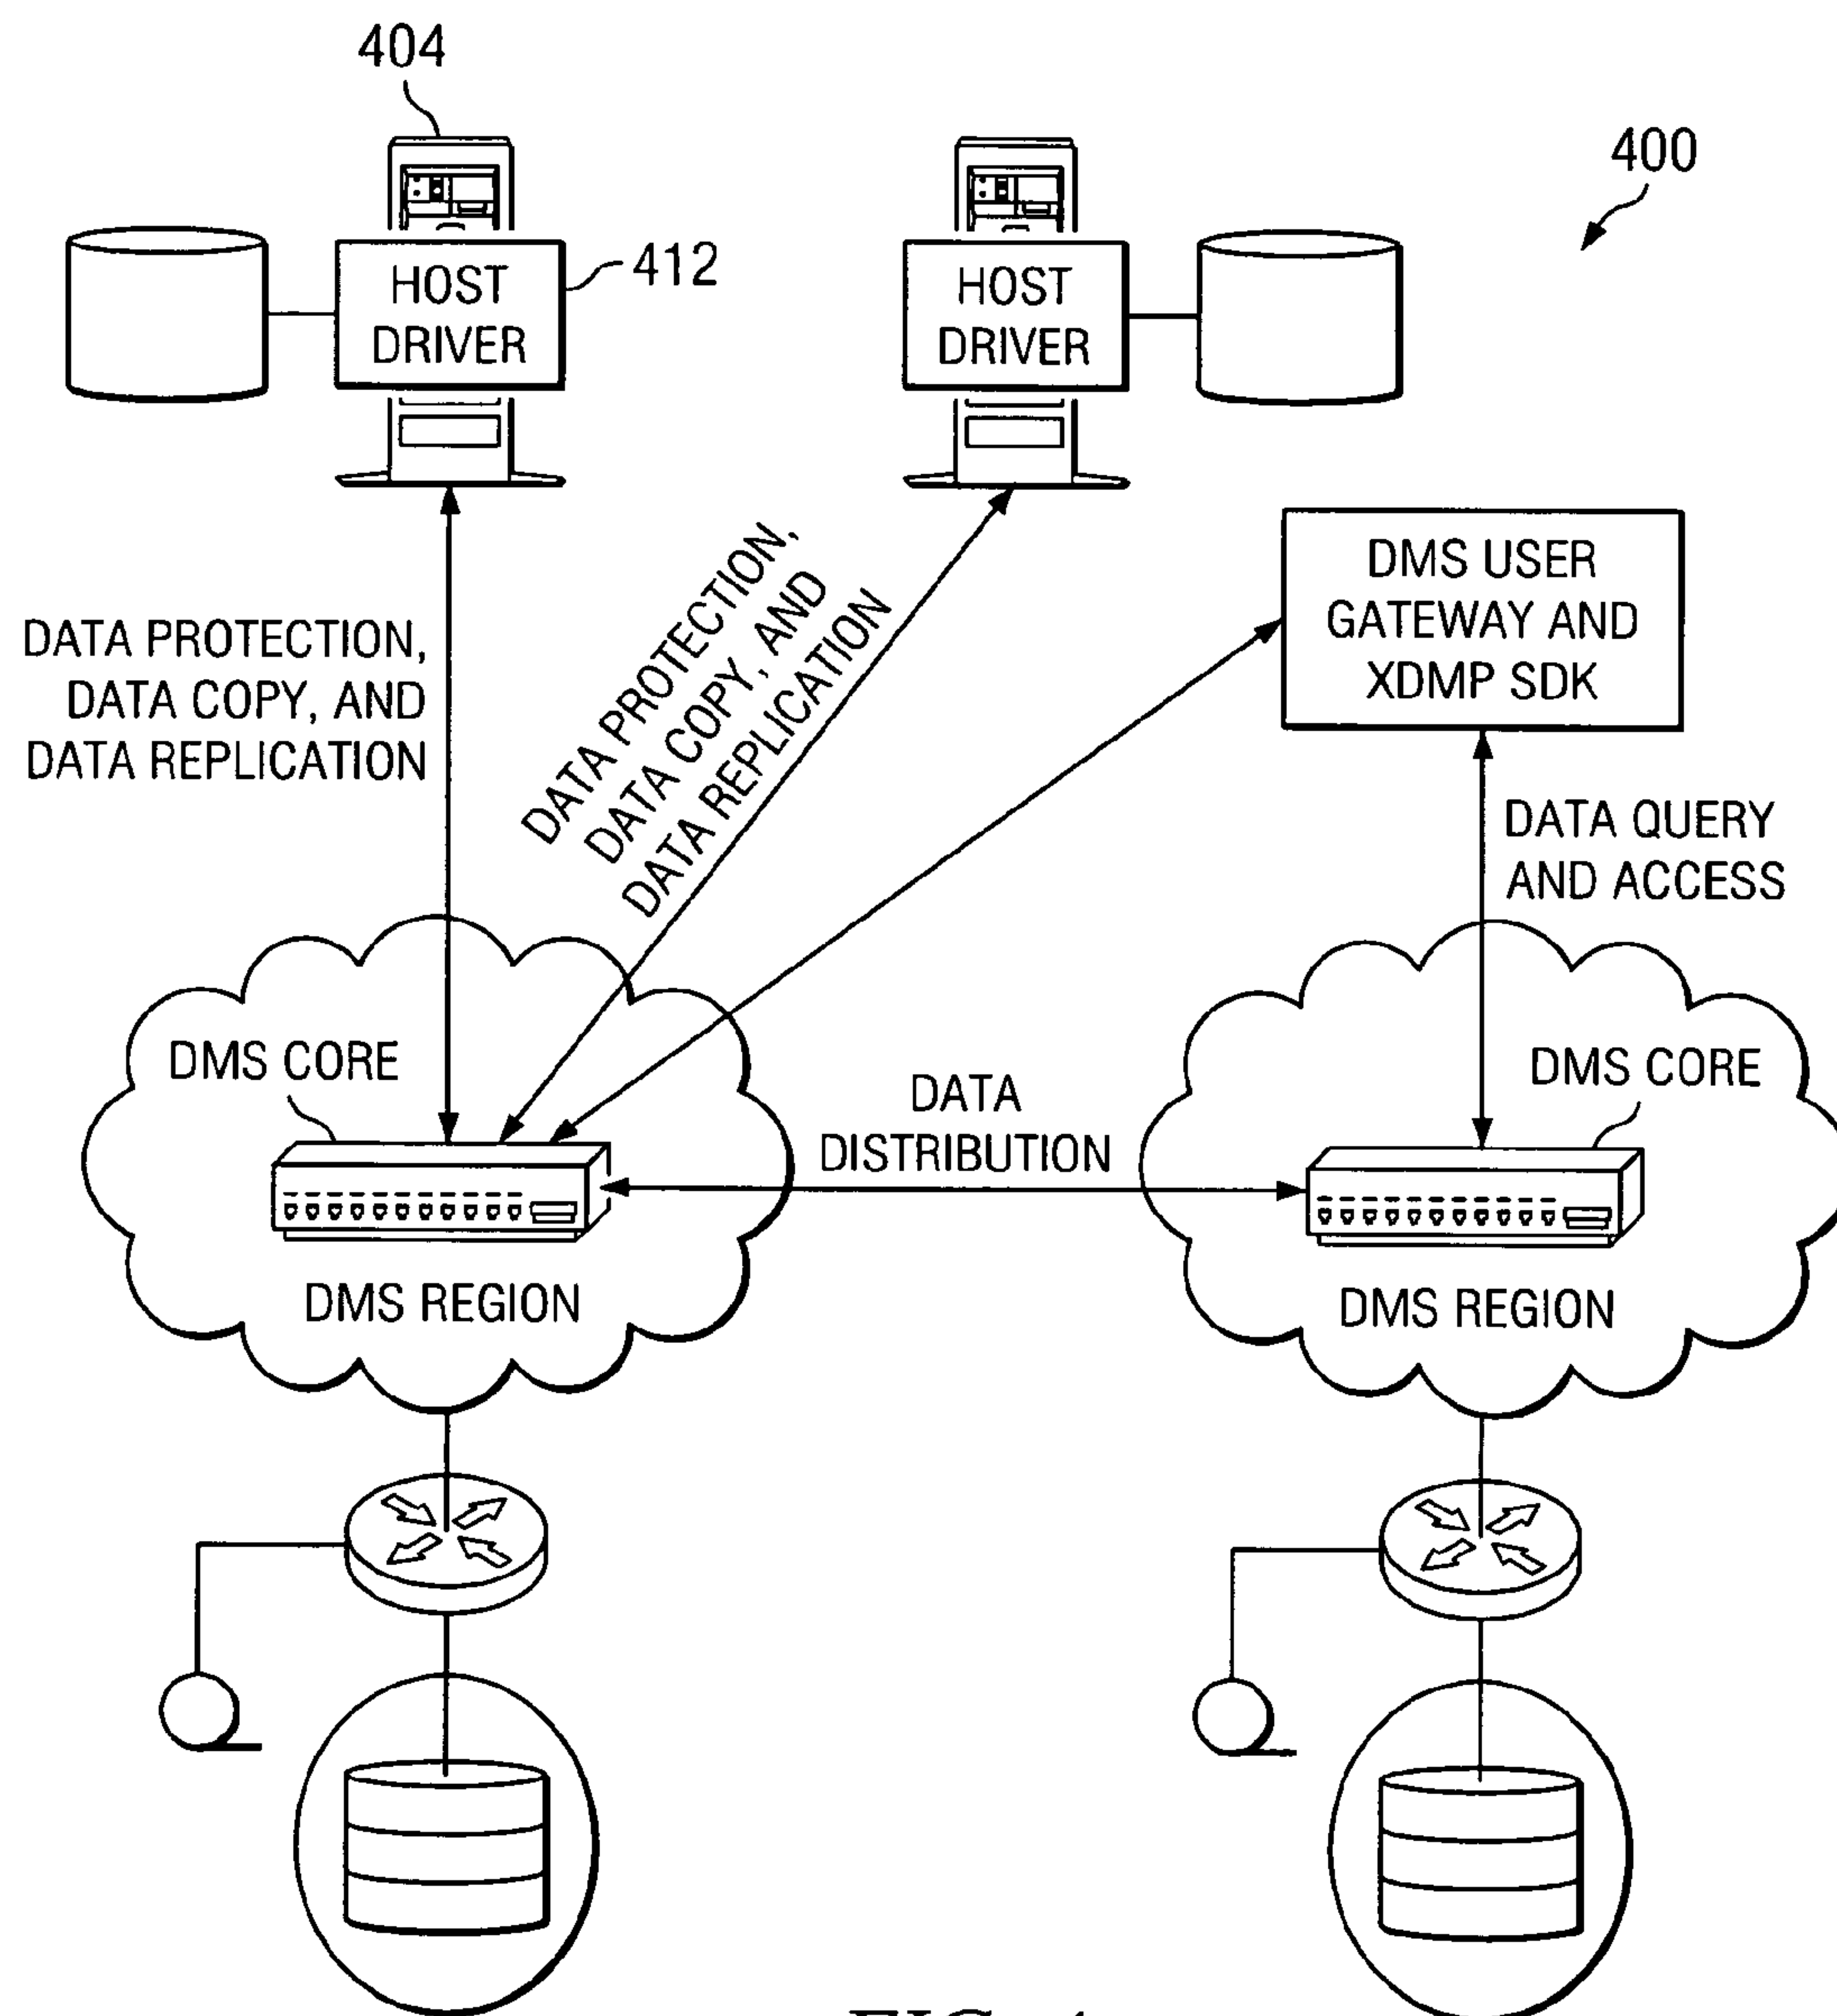 404
400
HOST
DRIVER
412
HOST
DRIVER
DMS USER
GATEWAY AND
XDMP SDK
DATA PROTECTION,
DATA COPY, AND
DATA REPLICATION
DATA PROTECTION,
DATA COPY, AND
DATA REPLICATION
DATA QUERY
AND ACCESS
DMS CORE
DMS CORE
DATA
DISTRIBUTION
DMS REGION
DMS REGION